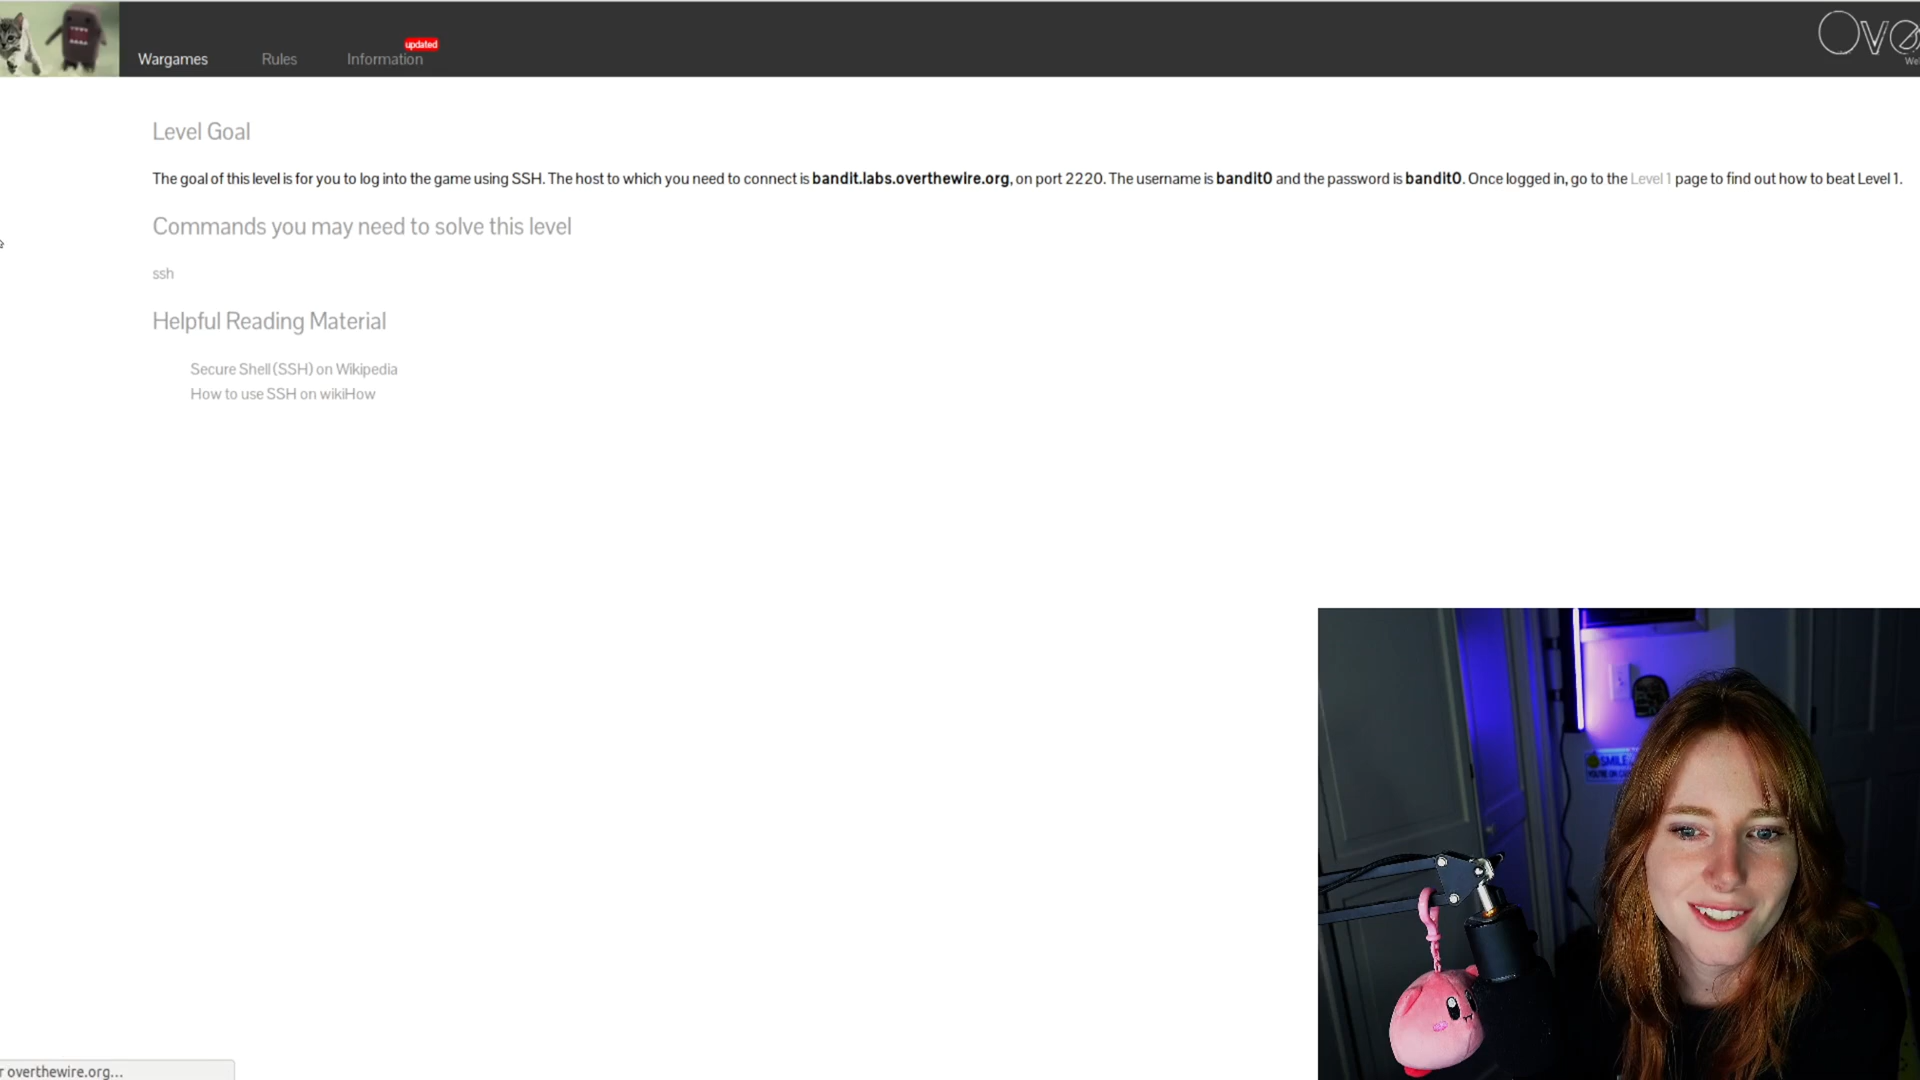 updated
Wargames Rules Information
Ove
We
Level Goal
The goal of this level is for you to log into the game using SSH. The host to which you need to connect is bandit.labs.overthewire.org, on port 2220. The username is bandit0 and the password is bandit0. Once logged in, go to the Level 1 page to find out how to beat Level 1.
Commands you may need to solve this level
ssh
Helpful Reading Material
Secure Shell (SSH) on Wikipedia
How to use SSH on wikiHow
SMILE
r overthewire.org...